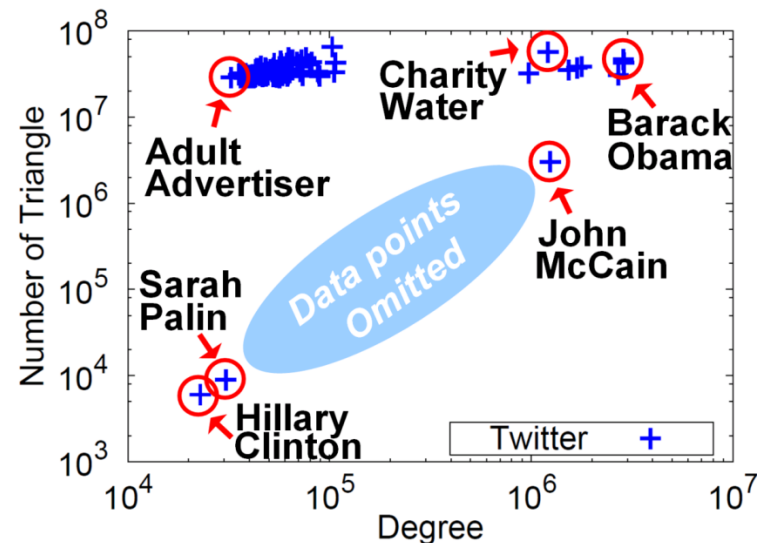 Number of Triangle
10^8
10^7
10^6
10^5
10^4
10^3
Charity
Water
Barack
Obama
Adult
Advertiser
John
McCain
Data points
Omitted
Sarah
Palin
Hillary
Clinton
Twitter
10^4
10^5
10^6
10^7
Degree